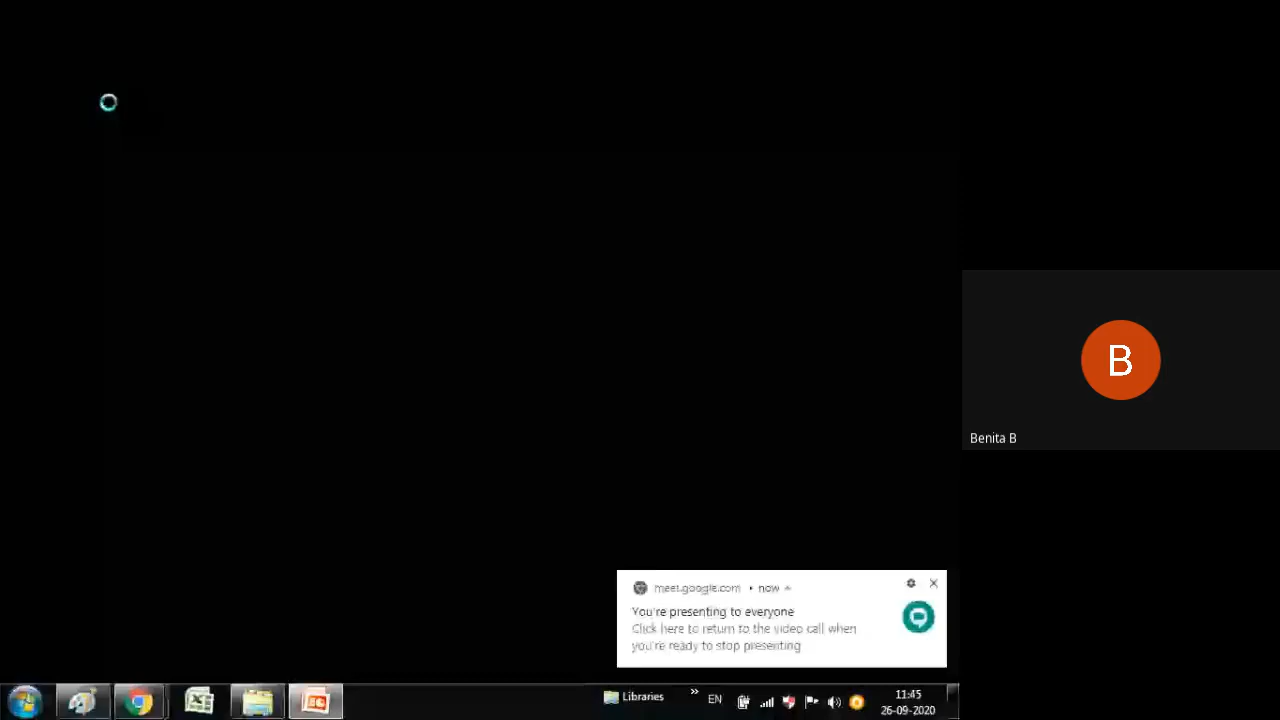 B
Benita B
meet.google.com • now
You're presenting to everyone
Click here to return to the video call when
you're ready to stop presenting
Libraries
»
EN
11:45
26-09-2020